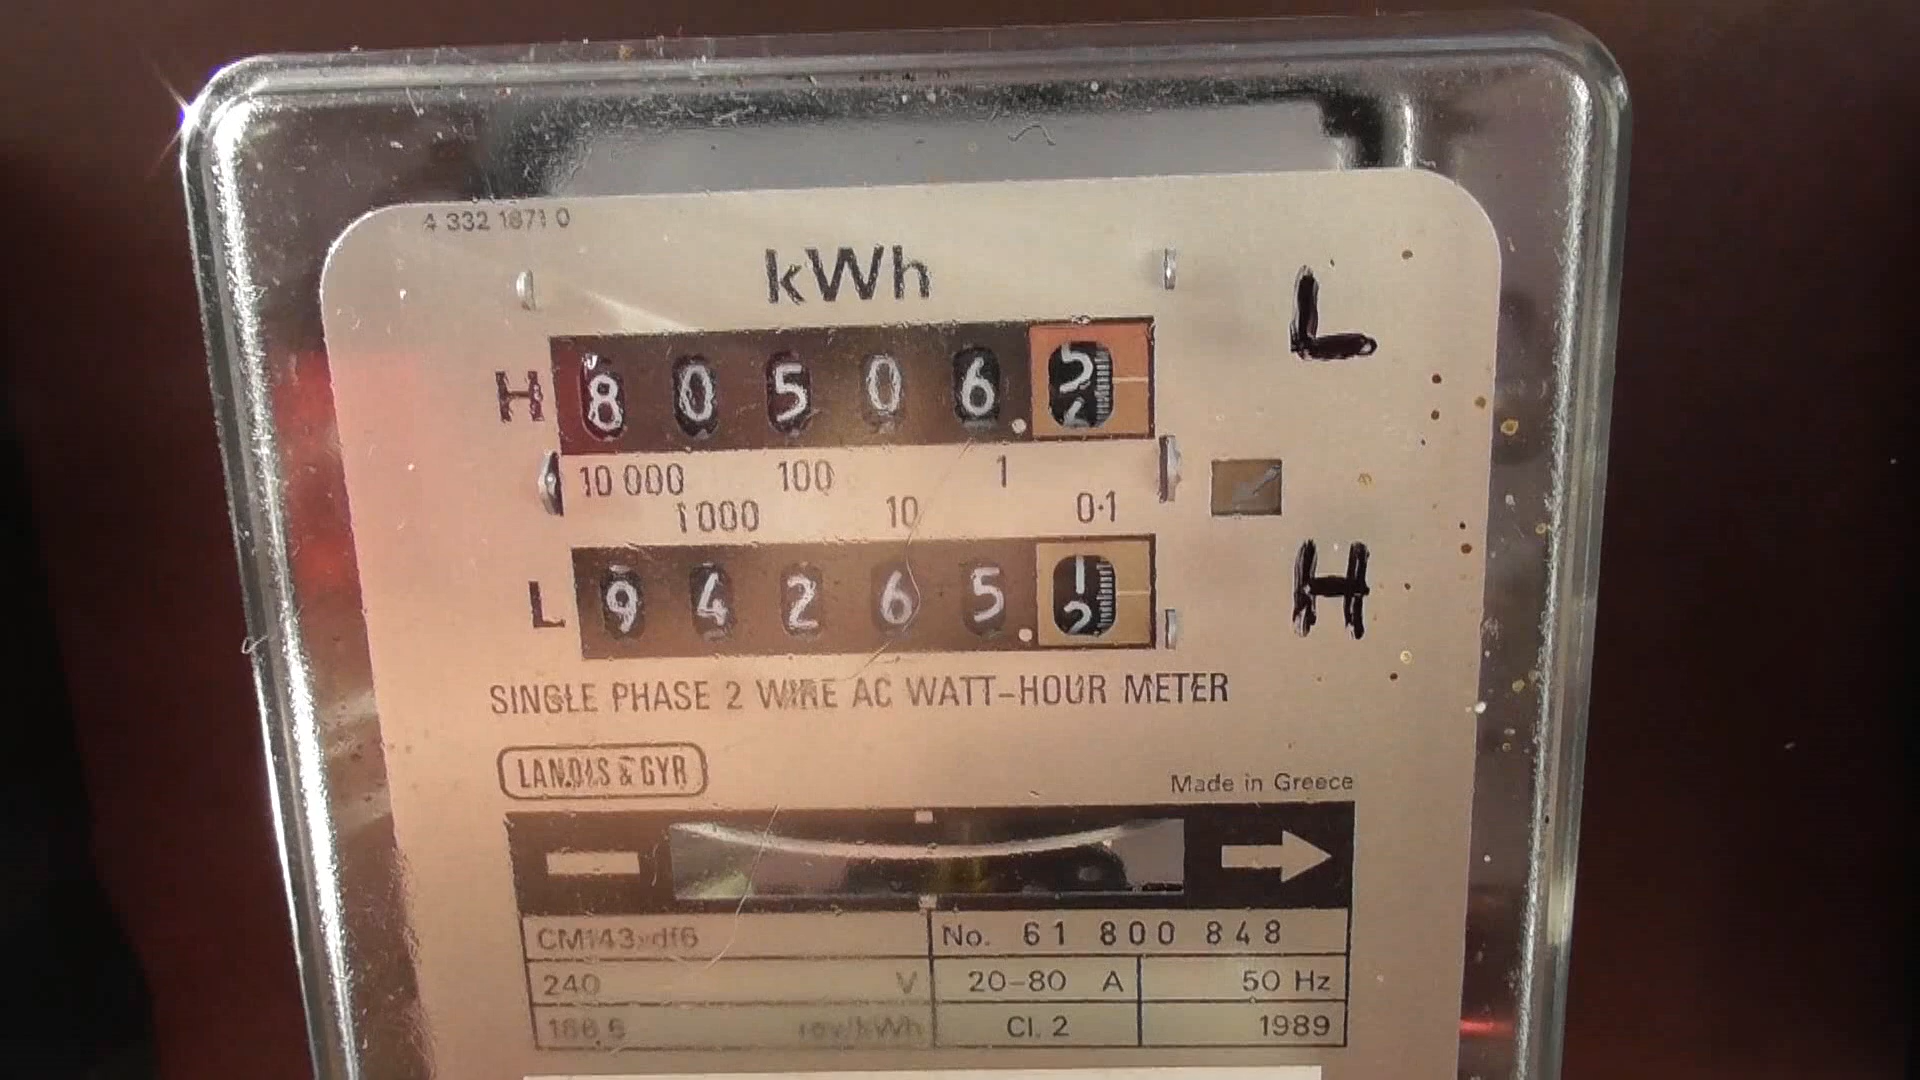 4 332 1871 0
kWh
L
H 8 0 5 0 6 . 5
10 000 100 1
1000 10 0·1
L 9 4 2 6 5 . 1
2
H
SINGLE PHASE 2 WIRE AC WATT-HOUR METER
LANDIS & GYR
Made in Greece
CM143xdf6 No. 61 800 848
240 V 20-80 A 50 Hz
rev/kWh Cl. 2 1989